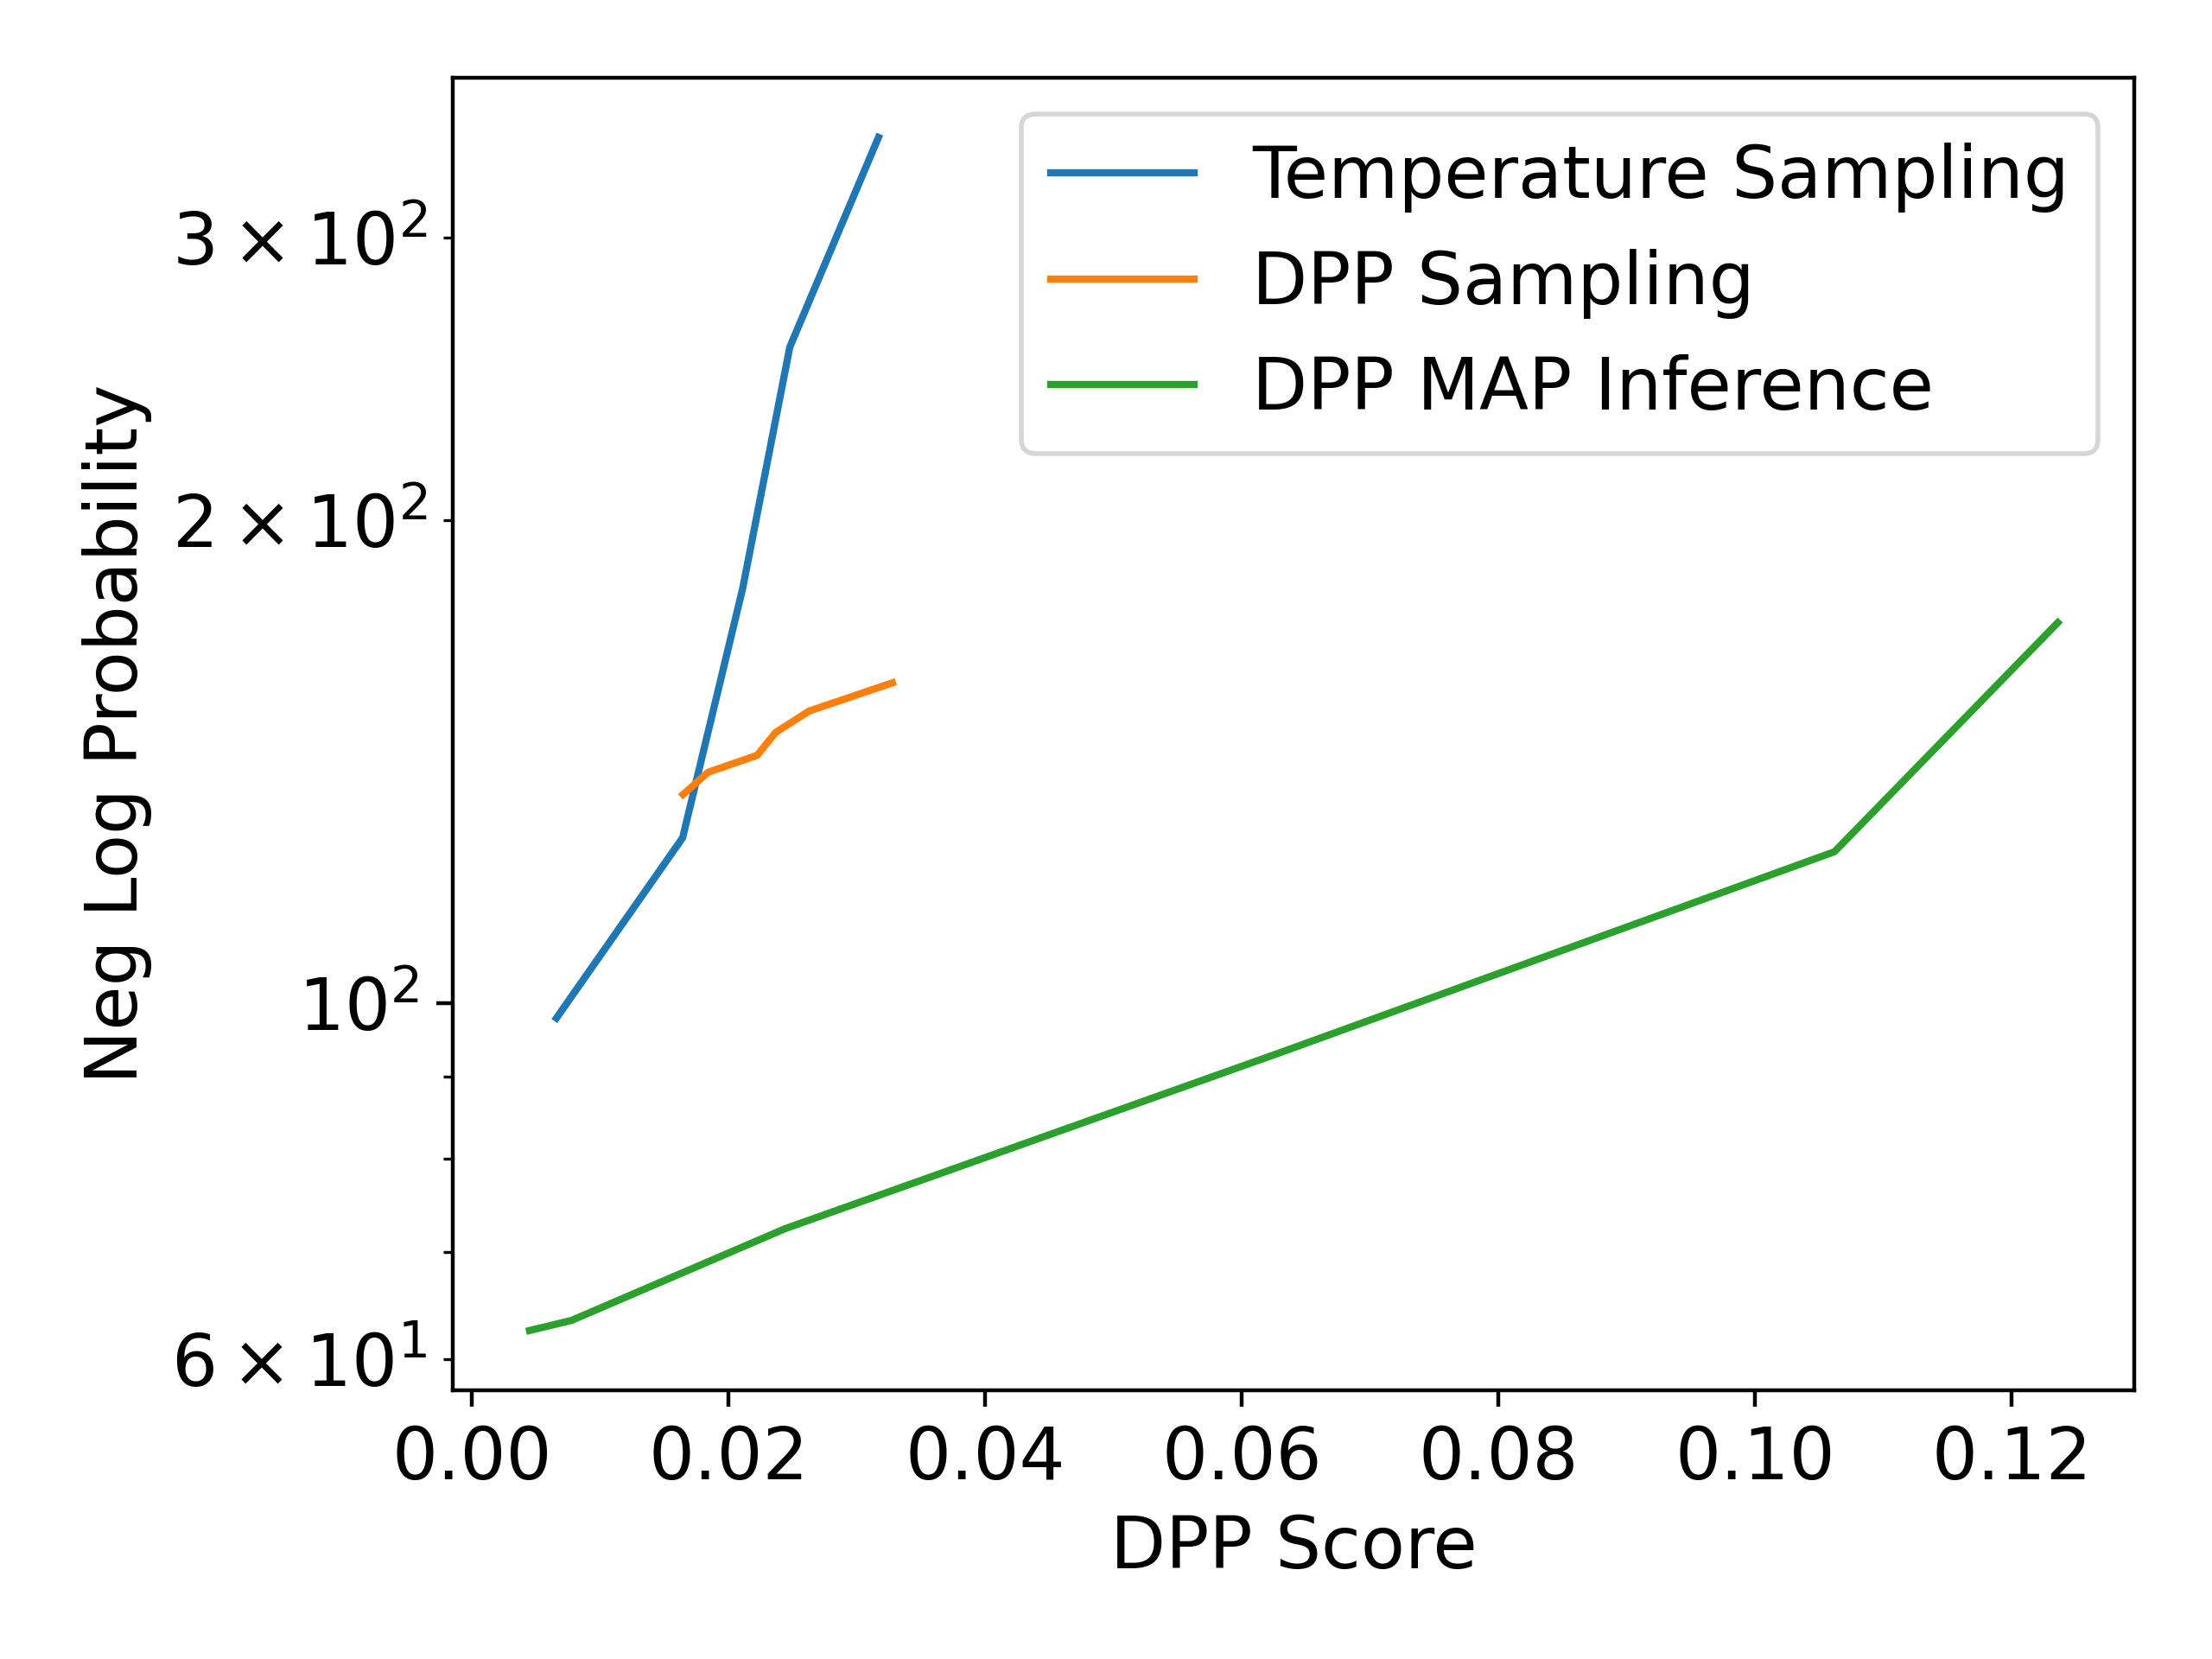 Temperature Sampling
DPP Sampling
DPP MAP Inference
Neg Log Probability
3 × 10²
2 × 10²
10²
6 × 10¹
0.00 0.02 0.04 0.06 0.08 0.10 0.12
DPP Score